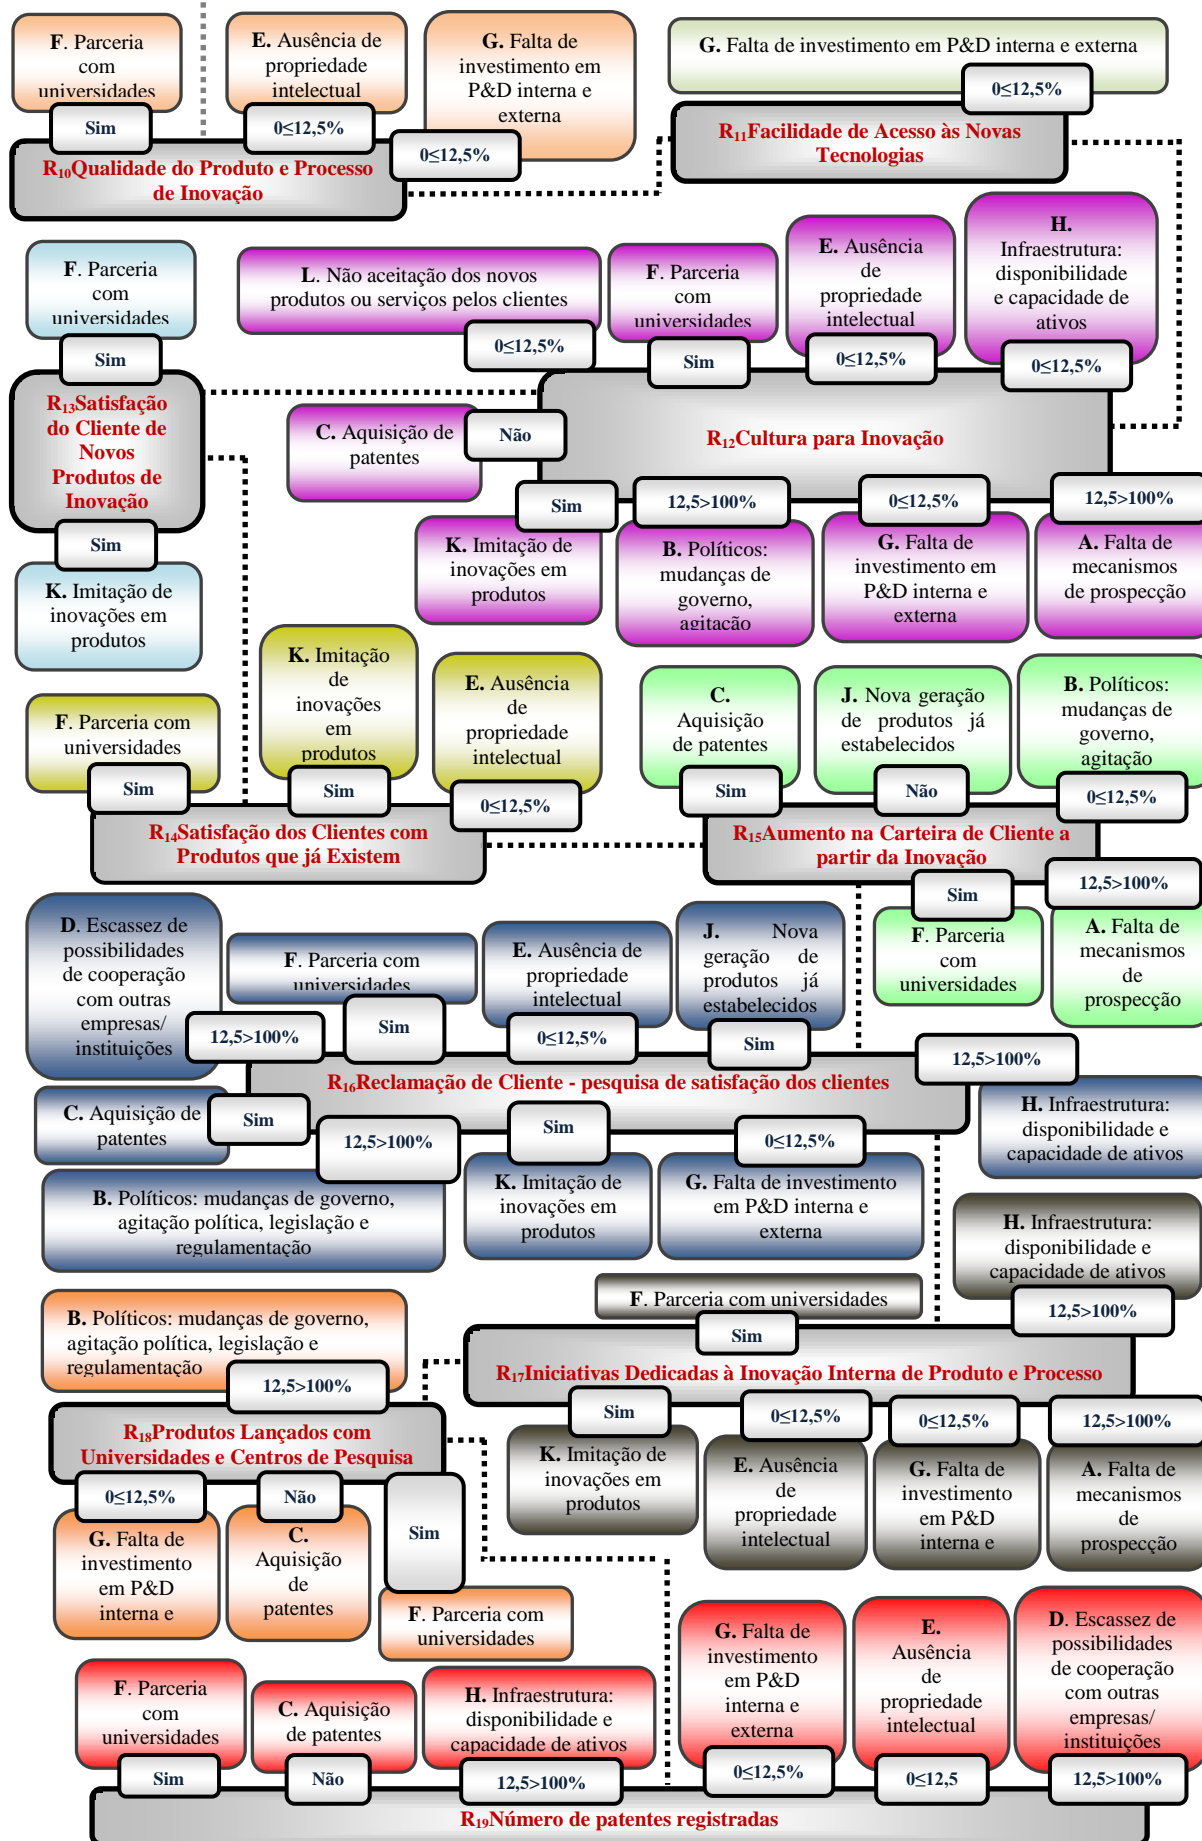 F. Parceria
com
universidades
Sim
E. Ausência de
propriedade
intelectual
0≤12,5%
G. Falta de
investimento em
P&D interna e
externa
0≤12,5%
R10Qualidade do Produto e Processo
de Inovação
G. Falta de investimento em P&D interna e externa
0≤12,5%
R11Facilidade de Acesso às Novas
Tecnologias
F. Parceria
com
universidades
Sim
R13Satisfação
do Cliente de
Novos
Produtos de
Inovação
Sim
K. Imitação de
inovações em
produtos
L. Não aceitação dos novos
produtos ou serviços pelos clientes
0≤12,5%
F. Parceria
com
universidades
Sim
E. Ausência
de
propriedade
intelectual
0≤12,5%
H.
Infraestrutura:
disponibilidade
e capacidade de
ativos
0≤12,5%
C. Aquisição de
patentes
Não
R12Cultura para Inovação
Sim
K. Imitação de
inovações em
produtos
12,5>100%
B. Políticos:
mudanças de
governo,
agitação
0≤12,5%
G. Falta de
investimento em
P&D interna e
externa
12,5>100%
A. Falta de
mecanismos
de prospecção
F. Parceria com
universidades
Sim
K. Imitação
de
inovações
em
produtos
Sim
E. Ausência
de
propriedade
intelectual
0≤12,5%
R14Satisfação dos Clientes com
Produtos que já Existem
C.
Aquisição
de patentes
Sim
J. Nova geração
de produtos já
estabelecidos
Não
B. Políticos:
mudanças de
governo,
agitação
0≤12,5%
R15Aumento na Carteira de Cliente a
partir da Inovação
Sim
F. Parceria
com
universidades
12,5>100%
A. Falta de
mecanismos
de
prospecção
D. Escassez de
possibilidades
de cooperação
com outras
empresas/
instituições
12,5>100%
F. Parceria com
universidades
Sim
E. Ausência de
propriedade
intelectual
0≤12,5%
J. Nova
geração de
produtos já
estabelecidos
Sim
12,5>100%
H. Infraestrutura:
disponibilidade e
capacidade de ativos
R16Reclamação de Cliente - pesquisa de satisfação dos clientes
C. Aquisição de
patentes
Sim
12,5>100%
B. Políticos: mudanças de governo,
agitação política, legislação e
regulamentação
Sim
K. Imitação de
inovações em
produtos
0≤12,5%
G. Falta de investimento
em P&D interna e
externa
H. Infraestrutura:
disponibilidade e
capacidade de ativos
12,5>100%
F. Parceria com universidades
Sim
R17Iniciativas Dedicadas à Inovação Interna de Produto e Processo
Sim
K. Imitação de
inovações em
produtos
0≤12,5%
E. Ausência
de
propriedade
intelectual
0≤12,5%
G. Falta de
investimento
em P&D
interna e
12,5>100%
A. Falta de
mecanismos
de
prospecção
B. Políticos: mudanças de governo,
agitação política, legislação e
regulamentação
12,5>100%
R18Produtos Lançados com
Universidades e Centros de Pesquisa
0≤12,5%
G. Falta de
investimento
em P&D
interna e
Não
C.
Aquisição
de
patentes
Sim
F. Parceria com
universidades
F. Parceria
com
universidades
Sim
C. Aquisição
de patentes
Não
H. Infraestrutura:
disponibilidade e
capacidade de ativos
12,5>100%
G. Falta de
investimento
em P&D
interna e
externa
0≤12,5%
E.
Ausência
de
propriedade
intelectual
0≤12,5
D. Escassez de
possibilidades
de cooperação
com outras
empresas/
instituições
12,5>100%
R19Número de patentes registradas